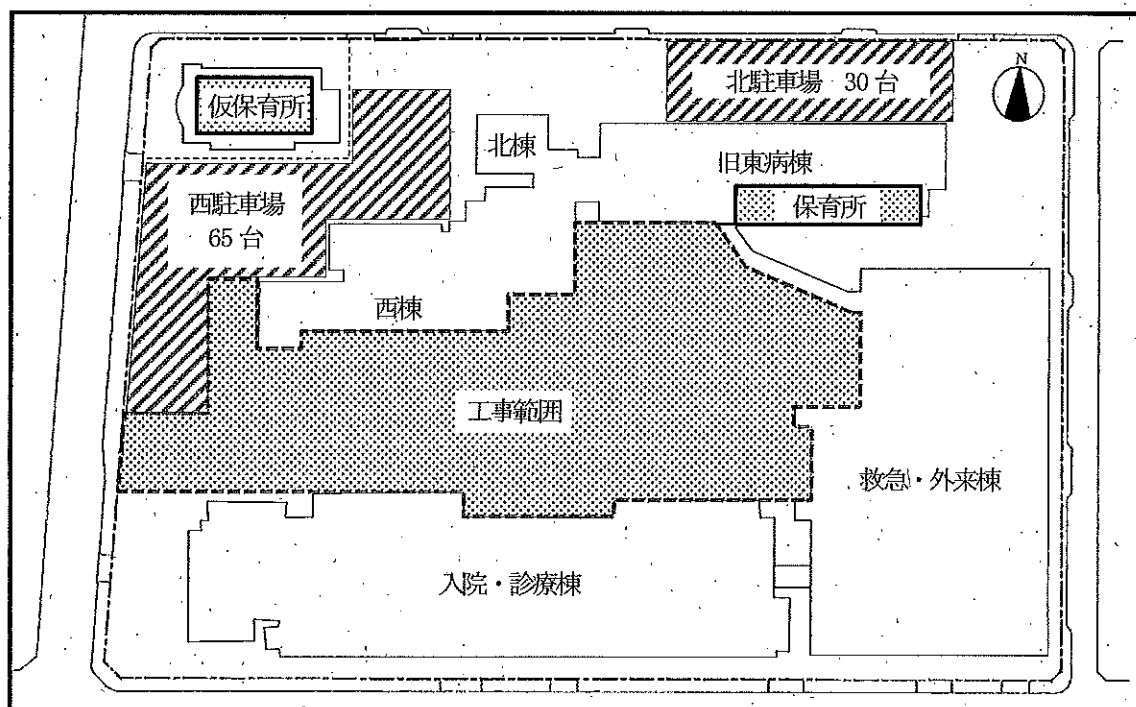 仮保育所
北駐車場 30台
N
北棟
旧東病棟
西駐車場
65台
保育所
西棟
工事範囲
救急・外来棟
入院・診療棟